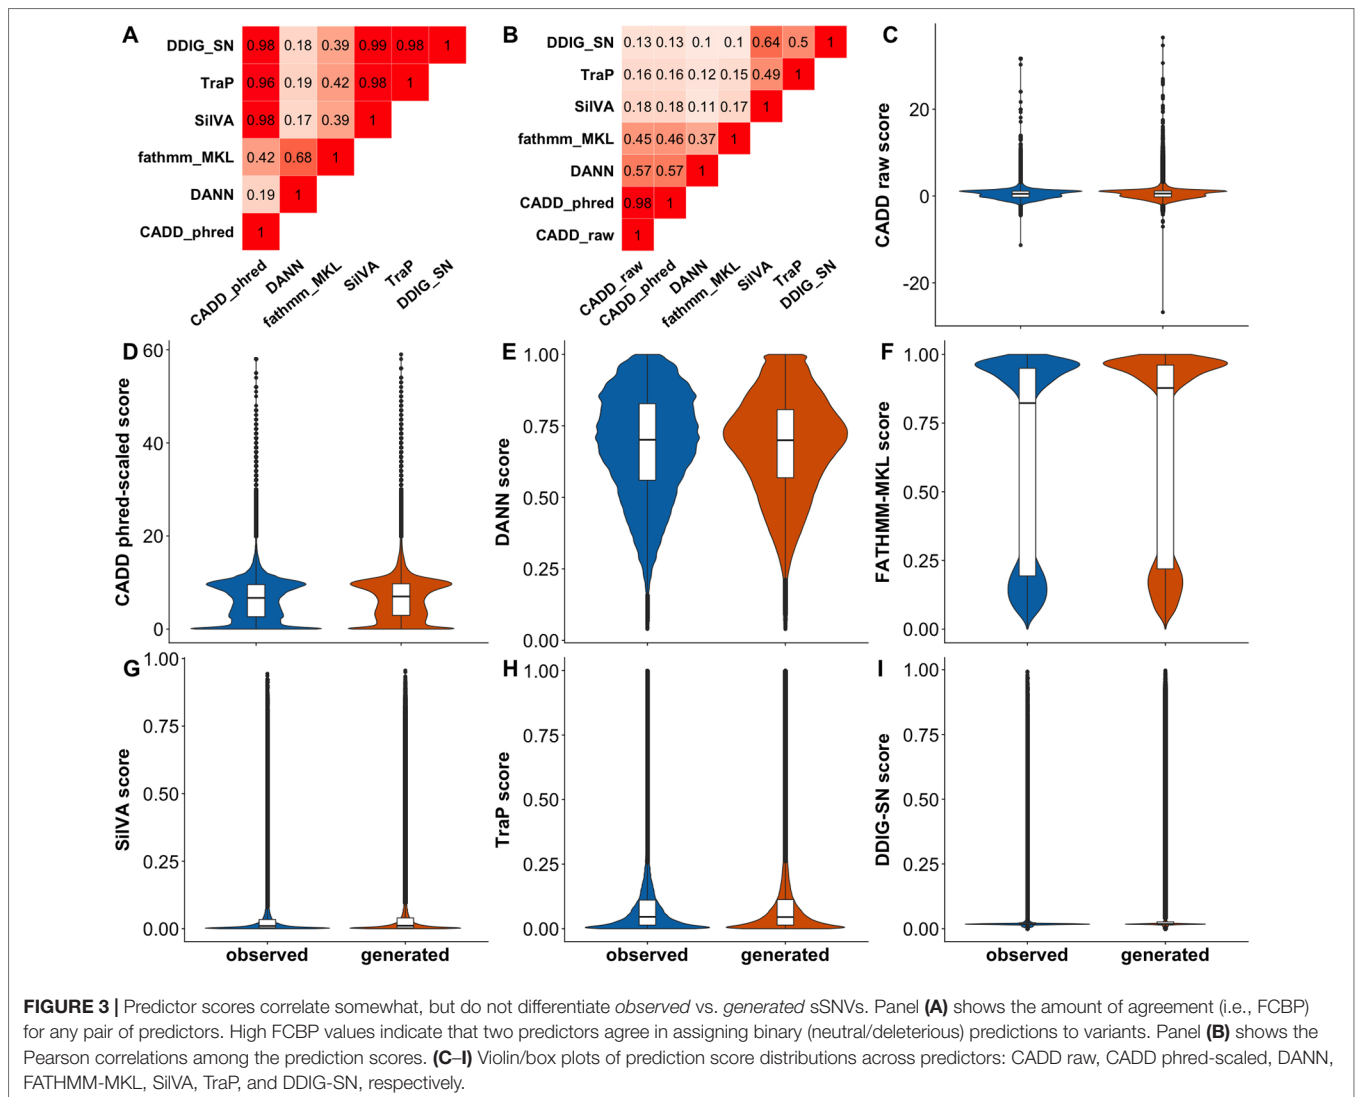 A
DDIG_SN 0.98 0.18 0.39 0.99 0.98 1
TraP 0.96 0.19 0.42 0.98 1
SilVA 0.98 0.17 0.39 1
fathmm_MKL 0.42 0.68 1
DANN 0.19 1
CADD_phred 1
CADD_phred DANN fathmm_MKL SilVA TraP DDIG_SN
B
DDIG_SN 0.13 0.13 0.1 0.1 0.64 0.5 1
TraP 0.16 0.16 0.12 0.15 0.49 1
SilVA 0.18 0.18 0.11 0.17 1
fathmm_MKL 0.45 0.46 0.37 1
DANN 0.57 0.57 1
CADD_phred 0.98 1
CADD_raw 1
CADD_raw CADD_phred DANN fathmm_MKL SilVA TraP DDIG_SN
C
CADD raw score
20
0
-20
D
CADD phred-scaled score
60
40
20
0
E
DANN score
1.00
0.75
0.50
0.25
0.00
F
FATHMM-MKL score
1.00
0.75
0.50
0.25
0.00
G
SilVA score
1.00
0.75
0.50
0.25
0.00
observed generated
H
TraP score
1.00
0.75
0.50
0.25
0.00
observed generated
I
DDIG-SN score
1.00
0.75
0.50
0.25
0.00
observed generated
FIGURE 3 | Predictor scores correlate somewhat, but do not differentiate observed vs. generated sSNVs. Panel (A) shows the amount of agreement (i.e., FCBP)
for any pair of predictors. High FCBP values indicate that two predictors agree in assigning binary (neutral/deleterious) predictions to variants. Panel (B) shows the
Pearson correlations among the prediction scores. (C–I) Violin/box plots of prediction score distributions across predictors: CADD raw, CADD phred-scaled, DANN,
FATHMM-MKL, SilVA, TraP, and DDIG-SN, respectively.